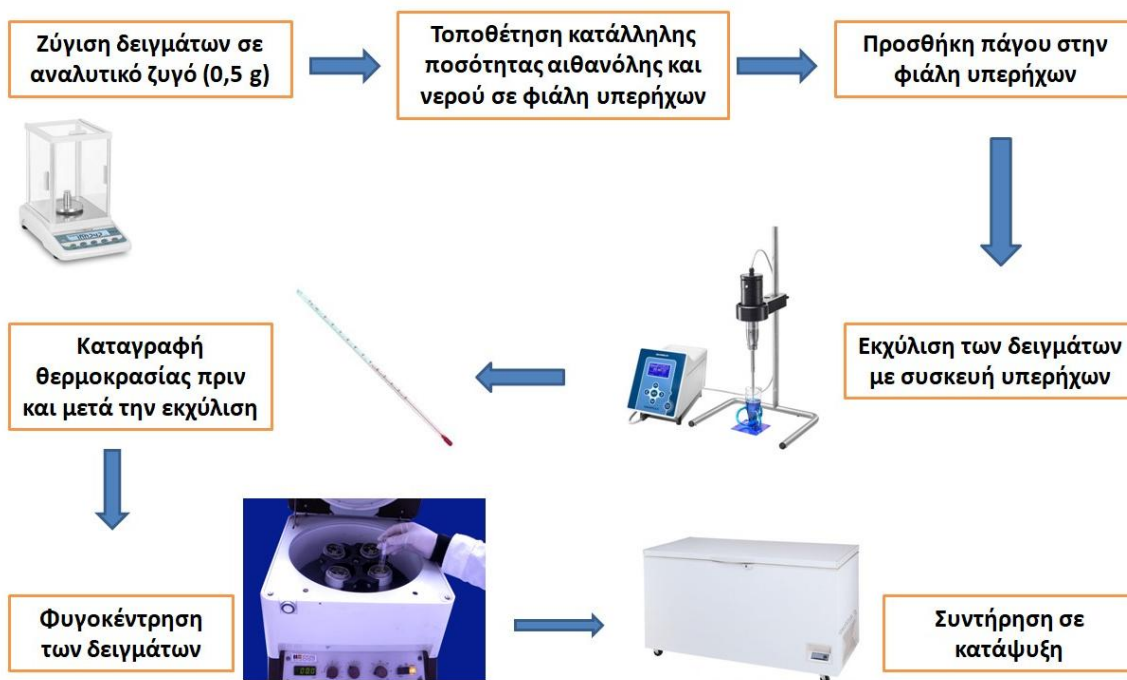 Ζύγιση δειγμάτων σε
αναλυτικό ζυγό (0,5 g)
Τοποθέτηση κατάλληλης
ποσότητας αιθανόλης και
νερού σε φιάλη υπερήχων
Προσθήκη πάγου στην
φιάλη υπερήχων
Εκχύλιση των δειγμάτων
με συσκευή υπερήχων
Καταγραφή
θερμοκρασίας πριν
και μετά την εκχύλιση
Φυγοκέντρηση
των δειγμάτων
Συντήρηση σε
κατάψυξη